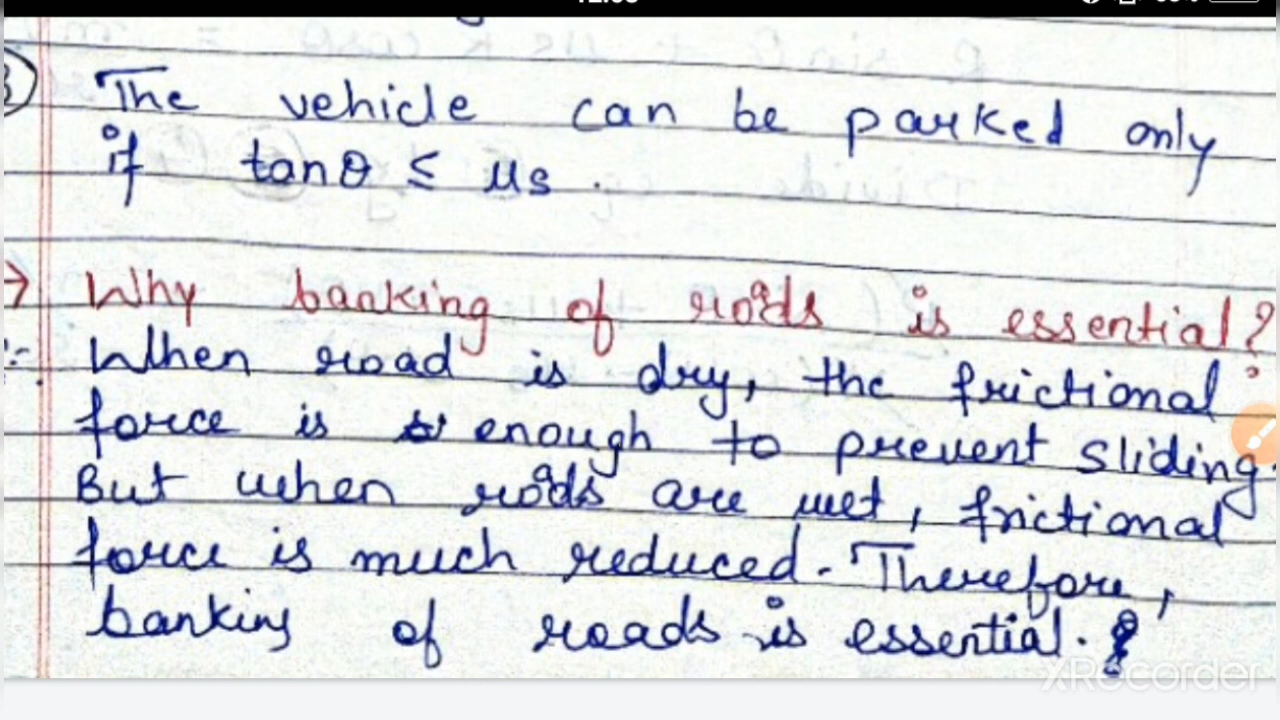 3) The vehicle can be parked only
if tanθ ≤ μs.
→ Why banking of roads is essential?
When road is dry, the frictional
force is enough to prevent sliding.
But when roads are wet, frictional
force is much reduced. Therefore,
banking of roads is essential.
XRecorder